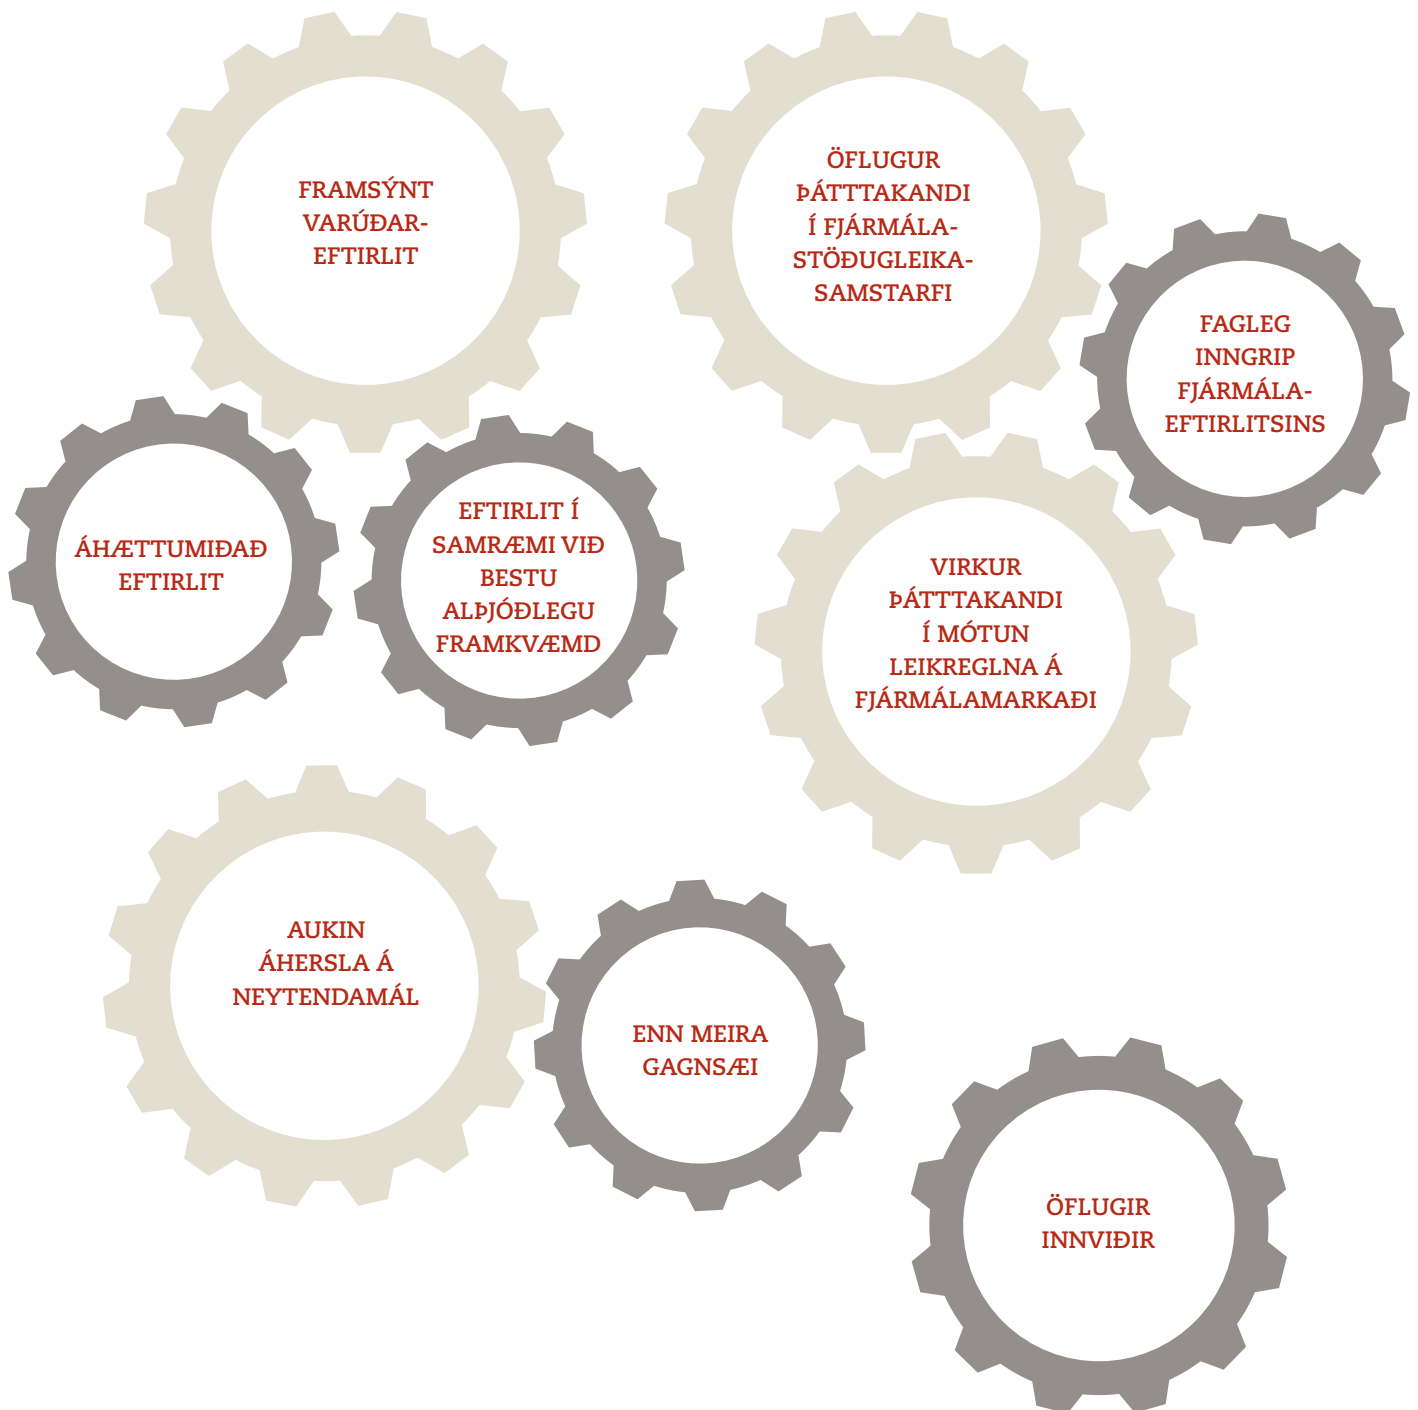 FRAMSÝNT
VARÚÐAR-
EFTIRLIT
ÖFLUGUR
ÞÁTTTAKANDI
Í FJÁRMÁLA-
STÖÐUGLEIKA-
SAMSTARFI
FAGLEG
INNGRIP
FJÁRMÁLA-
EFTIRLITSINS
ÁHÆTTUMIÐAÐ
EFTIRLIT
EFTIRLIT Í
SAMRÆMI VIÐ
BESTU
ALÞJÓÐLEGU
FRAMKVÆMD
VIRKUR
ÞÁTTTAKANDI
Í MÓTUN
LEIKREGLNA Á
FJÁRMÁLAMARKAÐI
AUKIN
ÁHERSLA Á
NEYTENDAMÁL
ENN MEIRA
GAGNSÆI
ÖFLUGIR
INNVIÐIR